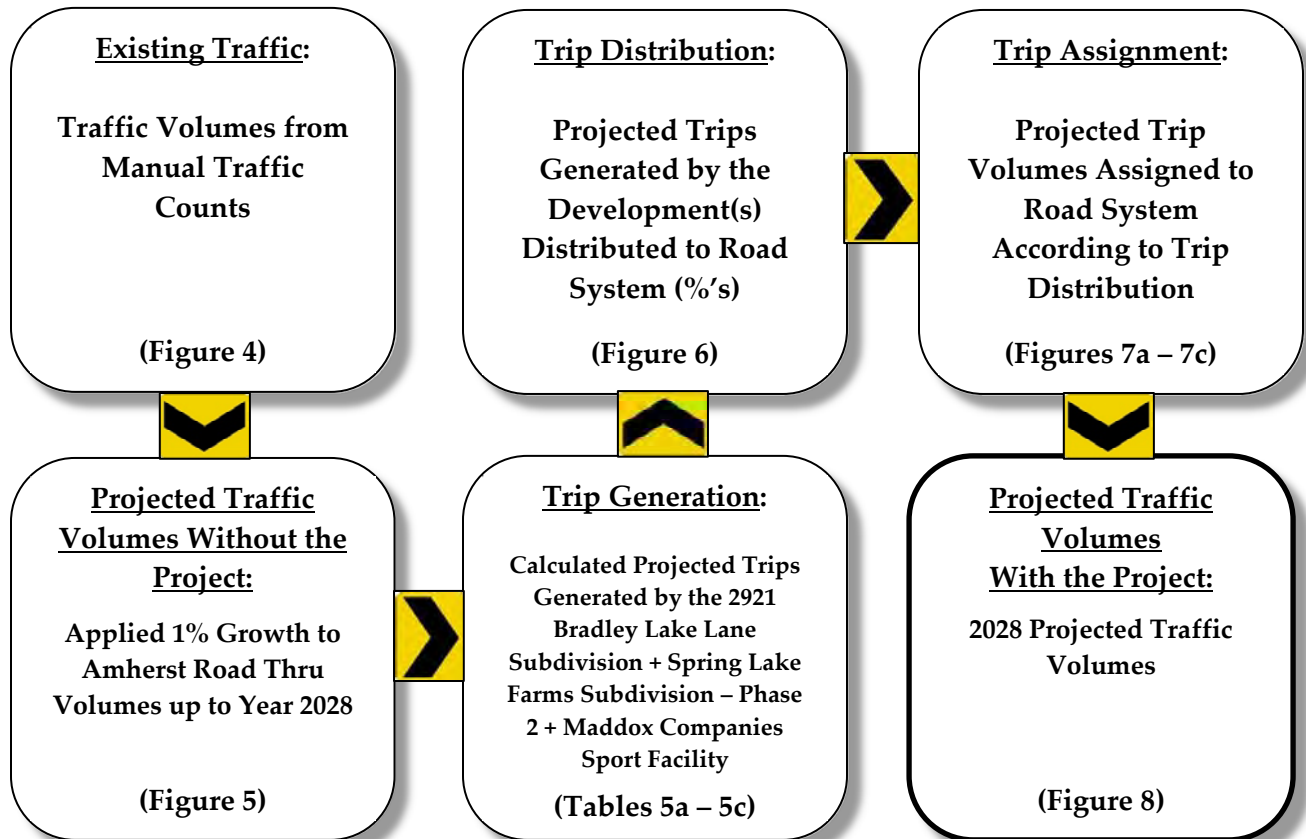 Existing Traffic:
Traffic Volumes from
Manual Traffic
Counts
(Figure 4)
Projected Traffic
Volumes Without the
Project:
Applied 1% Growth to
Amherst Road Thru
Volumes up to Year 2028
(Figure 5)
Trip Generation:
Calculated Projected Trips
Generated by the 2921
Bradley Lake Lane
Subdivision + Spring Lake
Farms Subdivision – Phase
2 + Maddox Companies
Sport Facility
(Tables 5a – 5c)
Trip Distribution:
Projected Trips
Generated by the
Development(s)
Distributed to Road
System (%’s)
(Figure 6)
Trip Assignment:
Projected Trip
Volumes Assigned to
Road System
According to Trip
Distribution
(Figures 7a – 7c)
Projected Traffic
Volumes
With the Project:
2028 Projected Traffic
Volumes
(Figure 8)